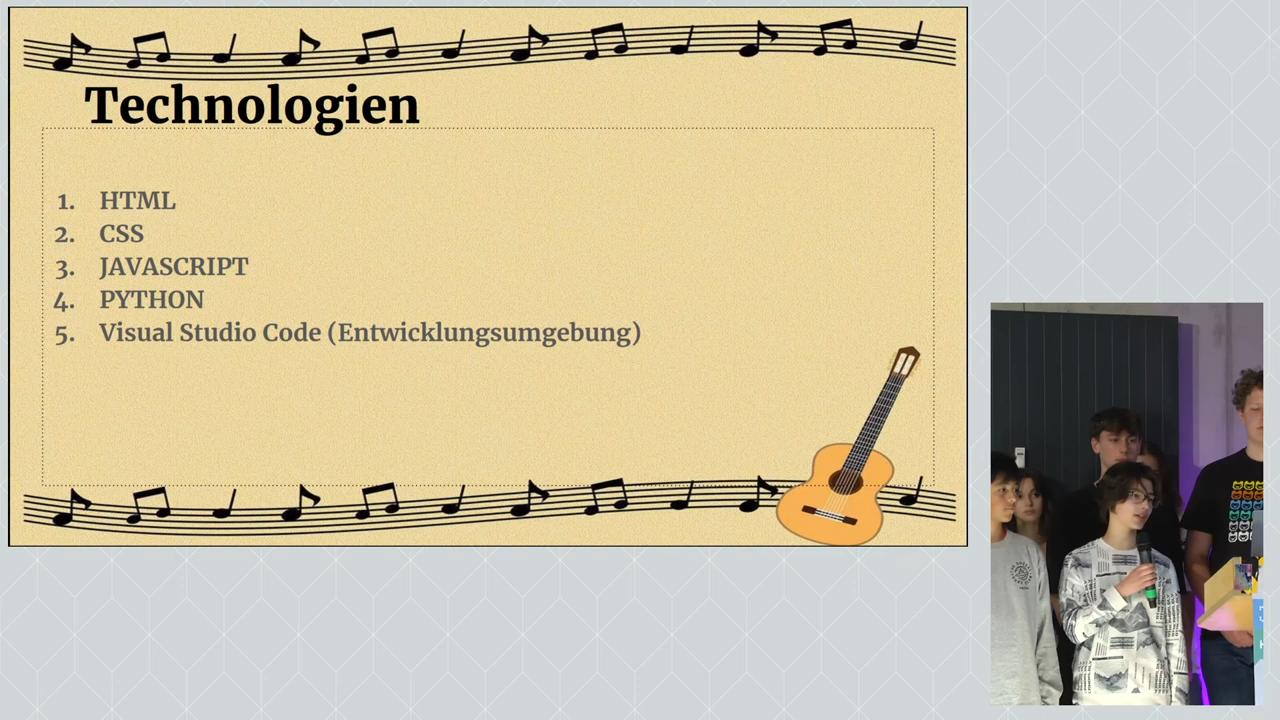 Technologien
1. HTML
2. CSS
3. JAVASCRIPT
4. PYTHON
5. Visual Studio Code (Entwicklungsumgebung)